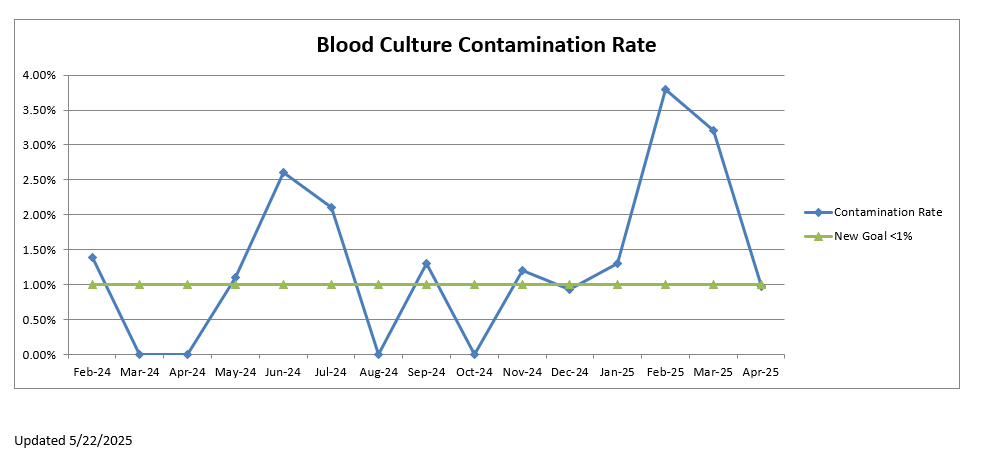 Blood Culture Contamination Rate
4.00%
3.50%
3.00%
2.50%
2.00%
1.50%
1.00%
0.50%
0.00%
Feb-24 Mar-24 Apr-24 May-24 Jun-24 Jul-24 Aug-24 Sep-24 Oct-24 Nov-24 Dec-24 Jan-25 Feb-25 Mar-25 Apr-25
Contamination Rate
New Goal <1%
Updated 5/22/2025